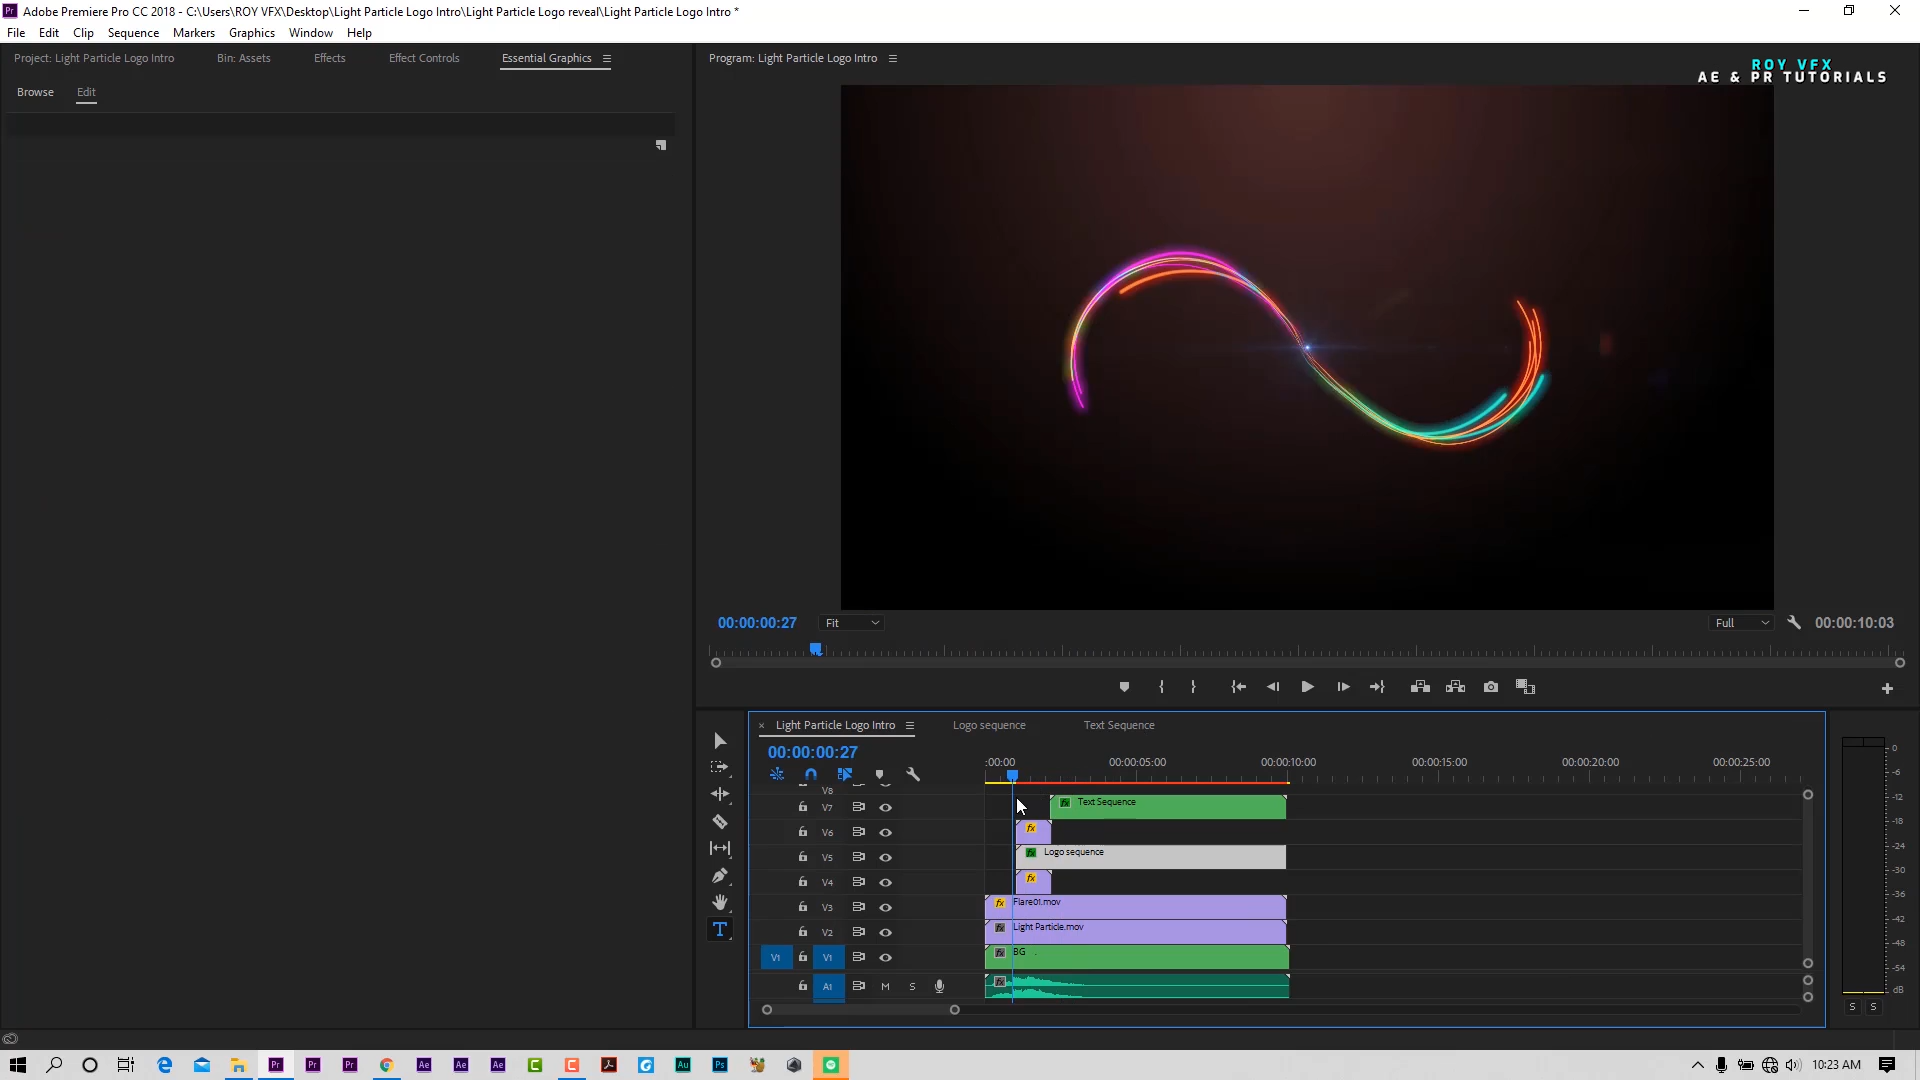 Adobe Premiere Pro CC 2018 - C:\Users\ROY VFX\Desktop\Light Particle Logo Intro\Light Particle Logo reveal\Light Particle Logo Intro *
File Edit Clip Sequence Markers Graphics Window Help
Project: Light Particle Logo Intro Bin: Assets Effects Effect Controls Essential Graphics
Browse Edit
Program: Light Particle Logo Intro
ROY VFX
AE & PR TUTORIALS
00:00:00:27 Fit Full 00:00:10:03
Light Particle Logo Intro Logo sequence Text Sequence
00:00:00:27
:00:00 00:00:05:00 00:00:10:00 00:00:15:00 00:00:20:00 00:00:25:00
V8
V7 fx Text Sequence
V6 fx
V5 fx Logo sequence
V4 fx
V3 fx Flare01.mov
V2 fx Light Particle.mov
V1 V1 fx BG
A1 M S fx
0
-6
-12
-18
-24
-30
-36
-42
-48
-54
dB
S S
10:23 AM